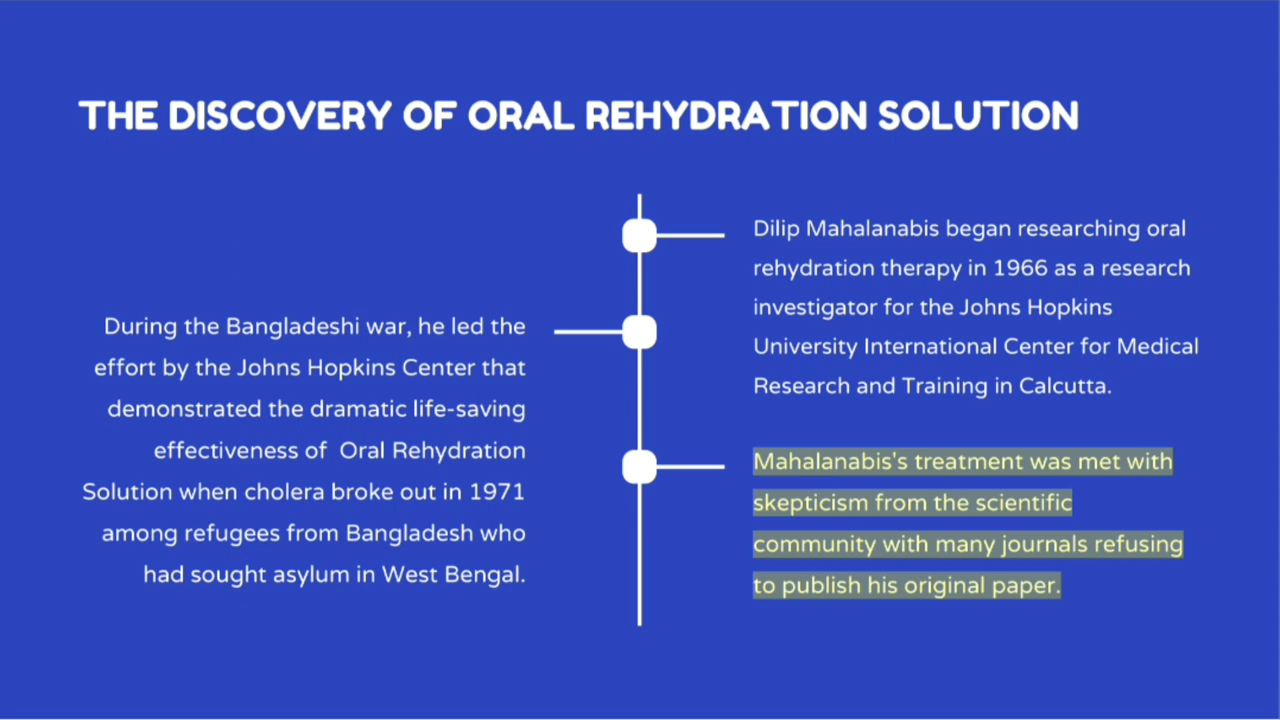 THE DISCOVERY OF ORAL REHYDRATION SOLUTION
Dilip Mahalanabis began researching oral
rehydration therapy in 1966 as a research
investigator for the Johns Hopkins
University International Center for Medical
Research and Training in Calcutta.
During the Bangladeshi war, he led the
effort by the Johns Hopkins Center that
demonstrated the dramatic life-saving
effectiveness of  Oral Rehydration
Solution when cholera broke out in 1971
among refugees from Bangladesh who
had sought asylum in West Bengal.
Mahalanabis's treatment was met with
skepticism from the scientific
community with many journals refusing
to publish his original paper.